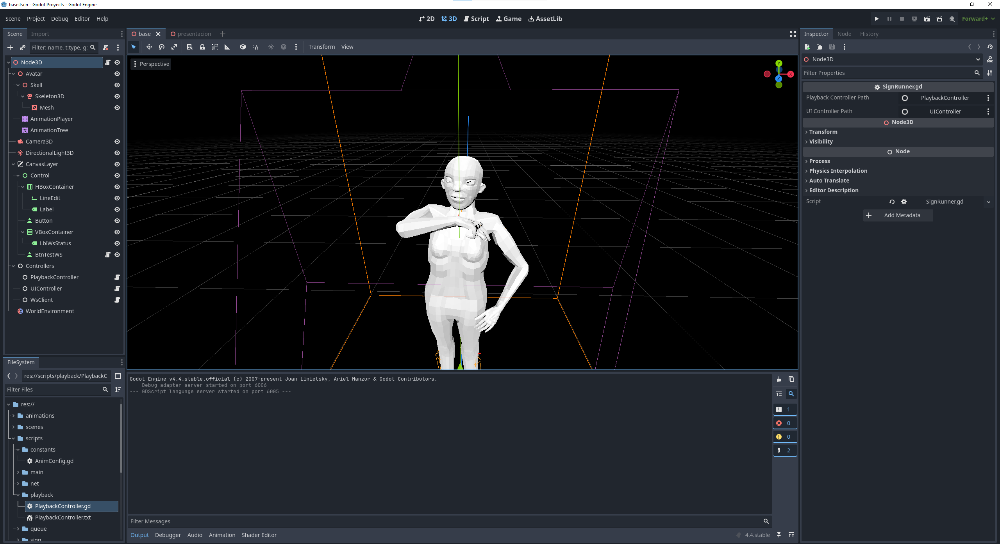 base.tscn - Godot Proyects - Godot Engine
Scene Project Debug Editor Help
2D 3D Script Game AssetLib
Forward+
Scene Import
Filter: name, t:type, g:
Node3D
Avatar
Skell
Skeleton3D
Mesh
AnimationPlayer
AnimationTree
Camera3D
DirectionalLight3D
CanvasLayer
Control
HBoxContainer
LineEdit
Label
Button
VBoxContainer
LblWsStatus
BtnTestWS
Controllers
PlaybackController
UIController
WsClient
WorldEnvironment
FileSystem
res://scripts/playback/PlaybackC
Filter Files
res://
animations
scenes
scripts
constants
AnimConfig.gd
main
net
playback
PlaybackController.gd
PlaybackController.txt
queue
sign
base presentacion
Transform View
Perspective
Y
X
Z
Godot Engine v4.4.stable.official (c) 2007-present Juan Linietsky, Ariel Manzur & Godot Contributors.
--- Debug adapter server started on port 6006 ---
--- GDScript language server started on port 6005 ---
1
0
0
2
Filter Messages
Output Debugger Audio Animation Shader Editor
4.4.stable
Inspector Node History
Node3D
Filter Properties
SignRunner.gd
Playback Controller Path PlaybackController
UI Controller Path UIController
Node3D
Transform
Visibility
Node
Process
Physics Interpolation
Auto Translate
Editor Description
Script SignRunner.gd
Add Metadata